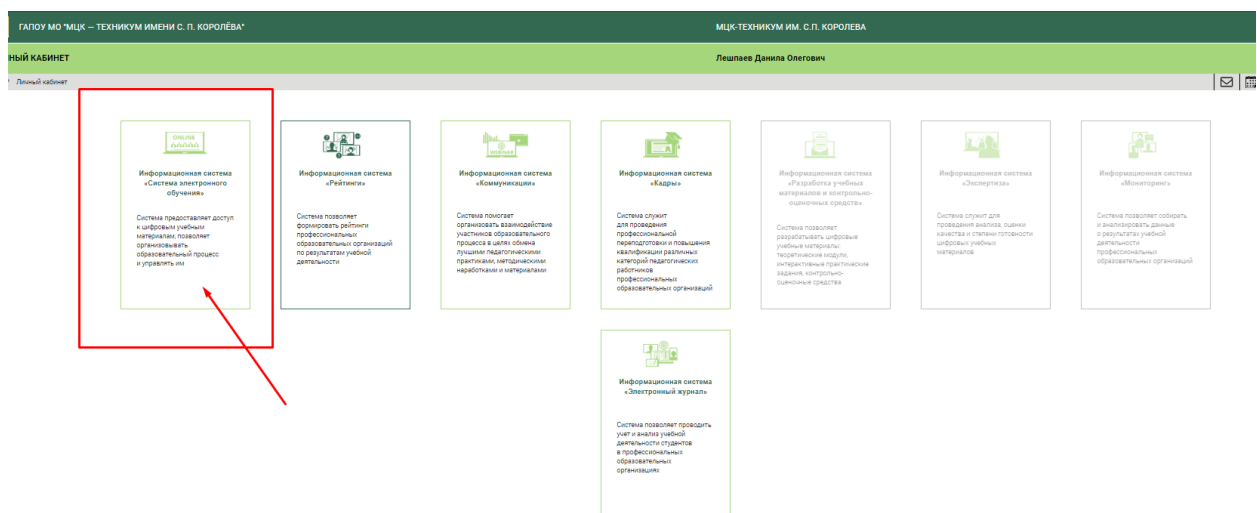 ГАПОУ МО "МЦК — ТЕХНИКУМ ИМЕНИ С. П. КОРОЛЁВА"
МЦК-ТЕХНИКУМ ИМ. С.П. КОРОЛЕВА
НЫЙ КАБИНЕТ
Лешпаев Данила Олегович
Личный кабинет
ONLINE
Информационная система
«Система электронного
обучения»
Система предоставляет доступ
к цифровым учебным
материалам, позволяет
организовывать
образовательный процесс
и управлять им
Информационная система
«Рейтинги»
Система позволяет
формировать рейтинги
профессиональных
образовательных организаций
по результатам учебной
деятельности
WEBINAR
Информационная система
«Коммуникации»
Система помогает
организовать взаимодействие
участников образовательного
процесса в целях обмена
лучшими педагогическими
практиками, методическими
наработками и материалами
Информационная система
«Кадры»
Система служит
для проведения
профессиональной
переподготовки и повышения
квалификации различных
категорий педагогических
работников
профессиональных
образовательных организаций
Информационная система
«Разработка учебных
материалов и контрольно-
оценочных средств»
Система позволяет
разрабатывать цифровые
учебные материалы:
теоретические модули,
интерактивные практические
задания, контрольно-
оценочные средства
Информационная система
«Экспертиза»
Система служит для
проведения анализа, оценки
качества и степени готовности
цифровых учебных
материалов
Информационная система
«Мониторинг»
Система позволяет собирать
и анализировать данные
о результатах учебной
деятельности
профессиональных
образовательных организаций
Информационная система
«Электронный журнал»
Система позволяет проводить
учет и анализ учебной
деятельности студентов
в профессиональных
образовательных
организациях